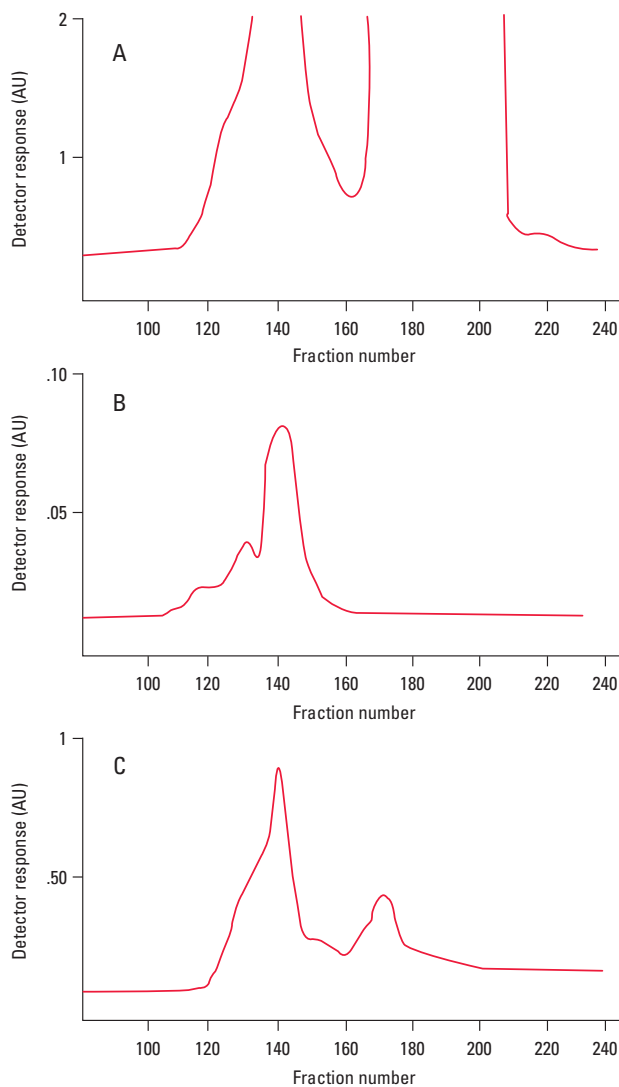 A
Detector response (AU)
2
1
100 120 140 160 180 200 220 240
Fraction number
B
Detector response (AU)
.10
.05
100 120 140 160 180 200 220 240
Fraction number
C
Detector response (AU)
1
.50
100 120 140 160 180 200 220 240
Fraction number